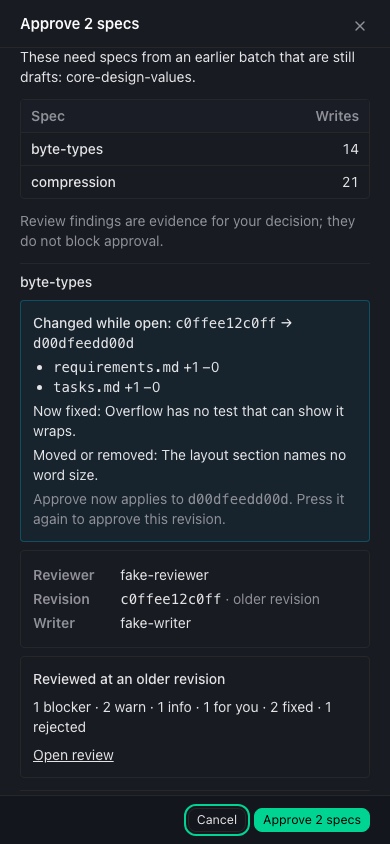 Approve 2 specs
These need specs from an earlier batch that are still
drafts: core-design-values.
Spec Writes
byte-types 14
compression 21
Review findings are evidence for your decision; they
do not block approval.
byte-types
Changed while open: c0ffee12c0ff →
d00dfeedd00d
• requirements.md +1 −0
• tasks.md +1 −0
Now fixed: Overflow has no test that can show it
wraps.
Moved or removed: The layout section names no
word size.
Approve now applies to d00dfeedd00d. Press it
again to approve this revision.
Reviewer fake-reviewer
Revision c0ffee12c0ff · older revision
Writer fake-writer
Reviewed at an older revision
1 blocker · 2 warn · 1 info · 1 for you · 2 fixed · 1
rejected
Open review
Cancel Approve 2 specs